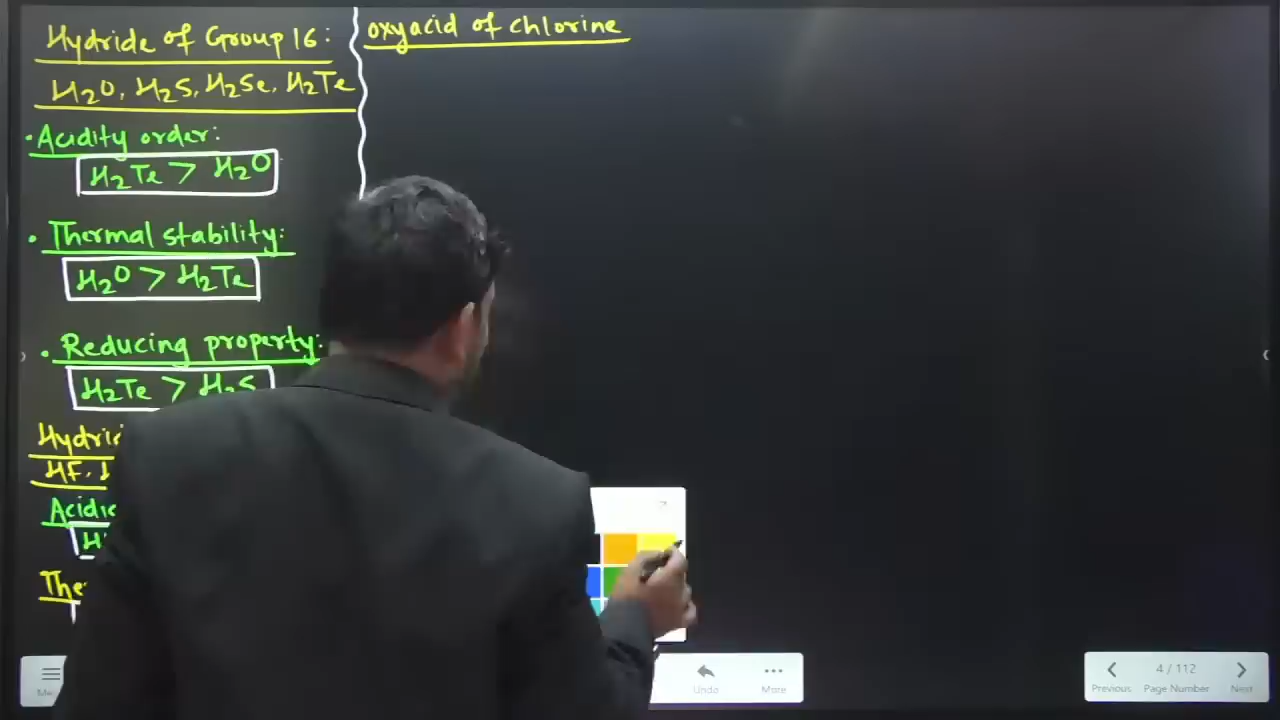 Hydride of Group 16:
H₂O, H₂S, H₂Se, H₂Te
• Acidity order:
H₂Te > H₂O
• Thermal stability:
H₂O > H₂Te
• Reducing property:
H₂Te > H₂S
HF,
oxyacid of chlorine
Undo
More
Previous
4 / 112
Page Number
Next